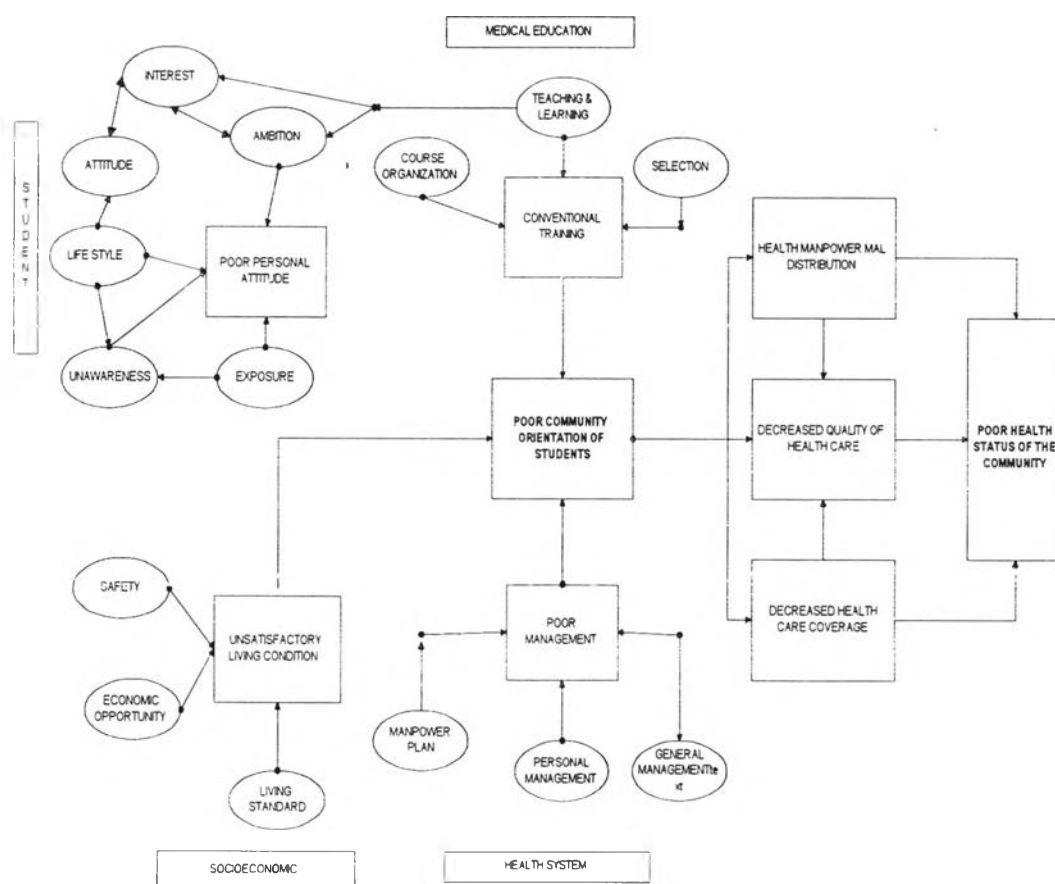 MEDICAL EDUCATION
INTEREST
TEACHING &
LEARNING
AMBITION
STUDENT
ATTITUDE
COURSE
ORGANIZATION
SELECTION
CONVENTIONAL
TRAINING
LIFE STYLE
POOR PERSONAL
ATTITUDE
HEALTH MANPOWER MAL
DISTRIBUTION
UNAWARENESS
EXPOSURE
POOR COMMUNITY
ORIENTATION OF
STUDENTS
DECREASED QUALITY OF
HEALTH CARE
POOR HEALTH
STATUS OF THE
COMMUNITY
SAFETY
UNSATISFACTORY
LIVING CONDITION
POOR
MANAGEMENT
DECREASED HEALTH
CARE COVERAGE
ECONOMIC
OPPORTUNITY
MANPOWER
PLAN
PERSONAL
MANAGEMENT
GENERAL
MANAGEMENTte
xt
LIVING
STANDARD
SOCIOECONOMIC
HEALTH SYSTEM